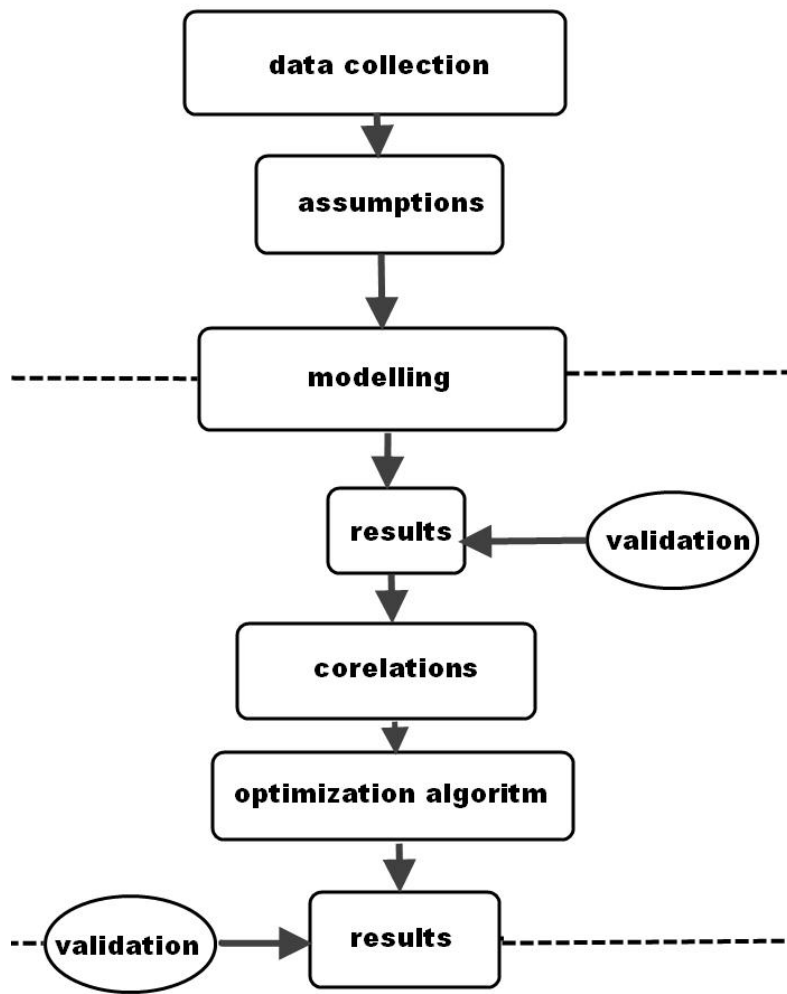 data collection
assumptions
modelling
results
validation
corelations
optimization algoritm
validation
results